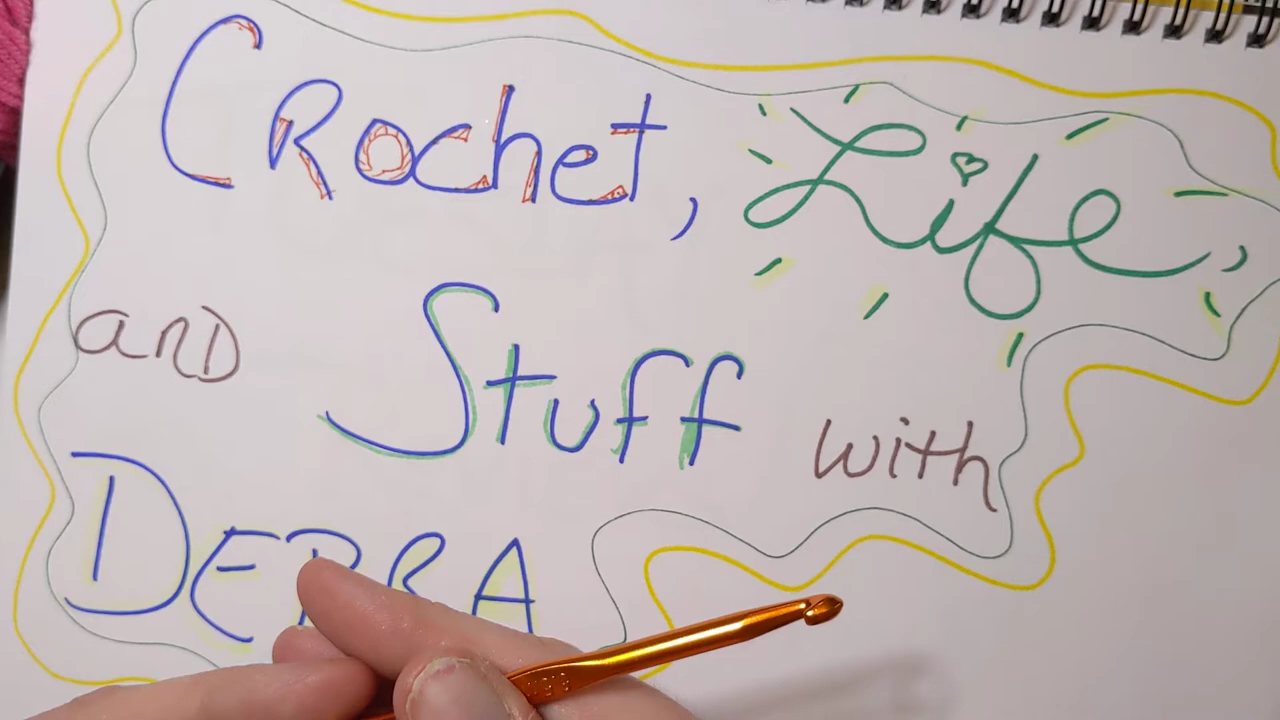 Crochet, Life,
and Stuff with
DEBRA